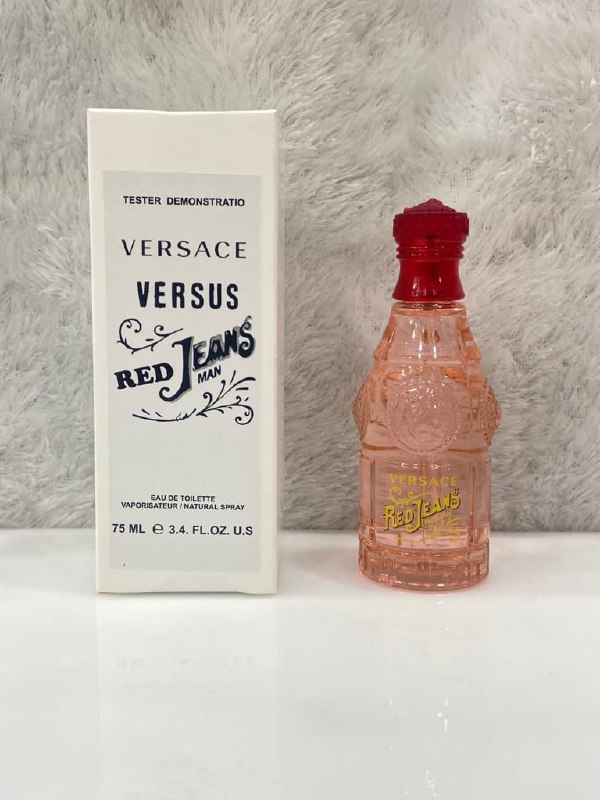 TESTER DEMONSTRATIO
VERSACE
VERSUS
RED JEANS
MAN
EAU DE TOILETTE
VAPORISATEUR / NATURAL SPRAY
75 ML ℮ 3.4. FL.OZ. U.S
VERSACE
RED JEANS